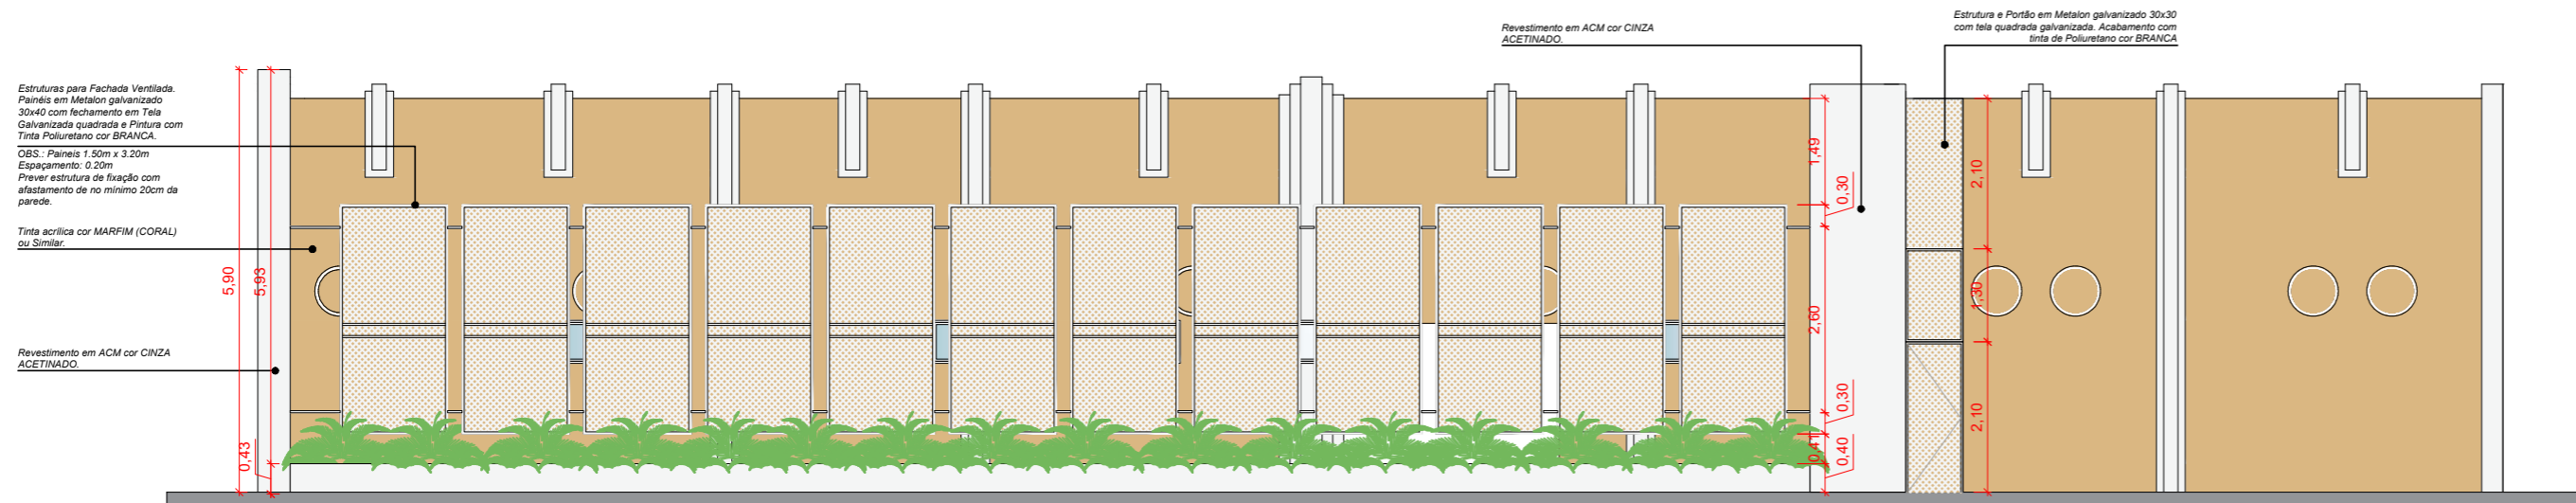 Estruturas para Fachada Ventilada.
Painéis em Metalon galvanizado
30x40 com fechamento em Tela
Galvanizada quadrada e Pintura com
Tinta Poliuretano cor BRANCA.
OBS.: Paineis 1.50m x 3.20m
Espaçamento: 0.20m
Prever estrutura de fixação com
afastamento de no mínimo 20cm da
parede.
Tinta acrílica cor MARFIM (CORAL)
ou Similar.
Revestimento em ACM cor CINZA
ACETINADO.
5,90
5,93
0,43
Revestimento em ACM cor CINZA
ACETINADO.
1,49
0,30
2,60
0,30
0,41
0,40
Estrutura e Portão em Metalon galvanizado 30x30
com tela quadrada galvanizada. Acabamento com
tinta de Poliuretano cor BRANCA
2,10
1,30
2,10